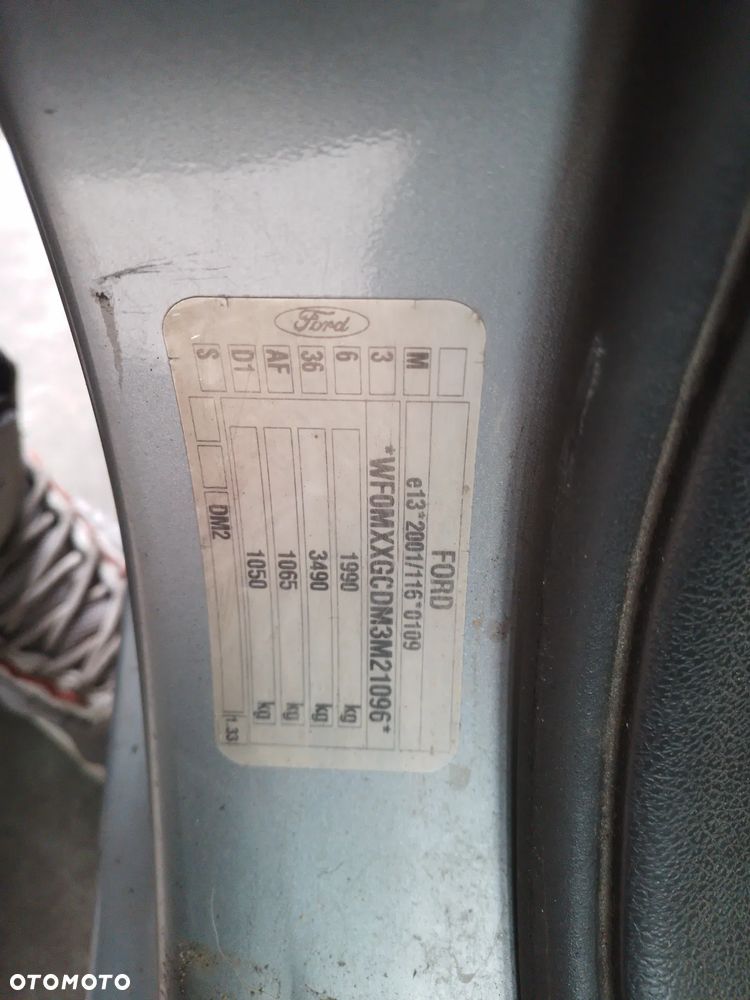 Ford
FORD
M e13*2001/116*0109
3 *WF0MXXGCDM3M21096*
6 1990 kg
36 3490 kg
AF 1065 kg
D1 1050 kg
S DM2 1.33
OTOMOTO